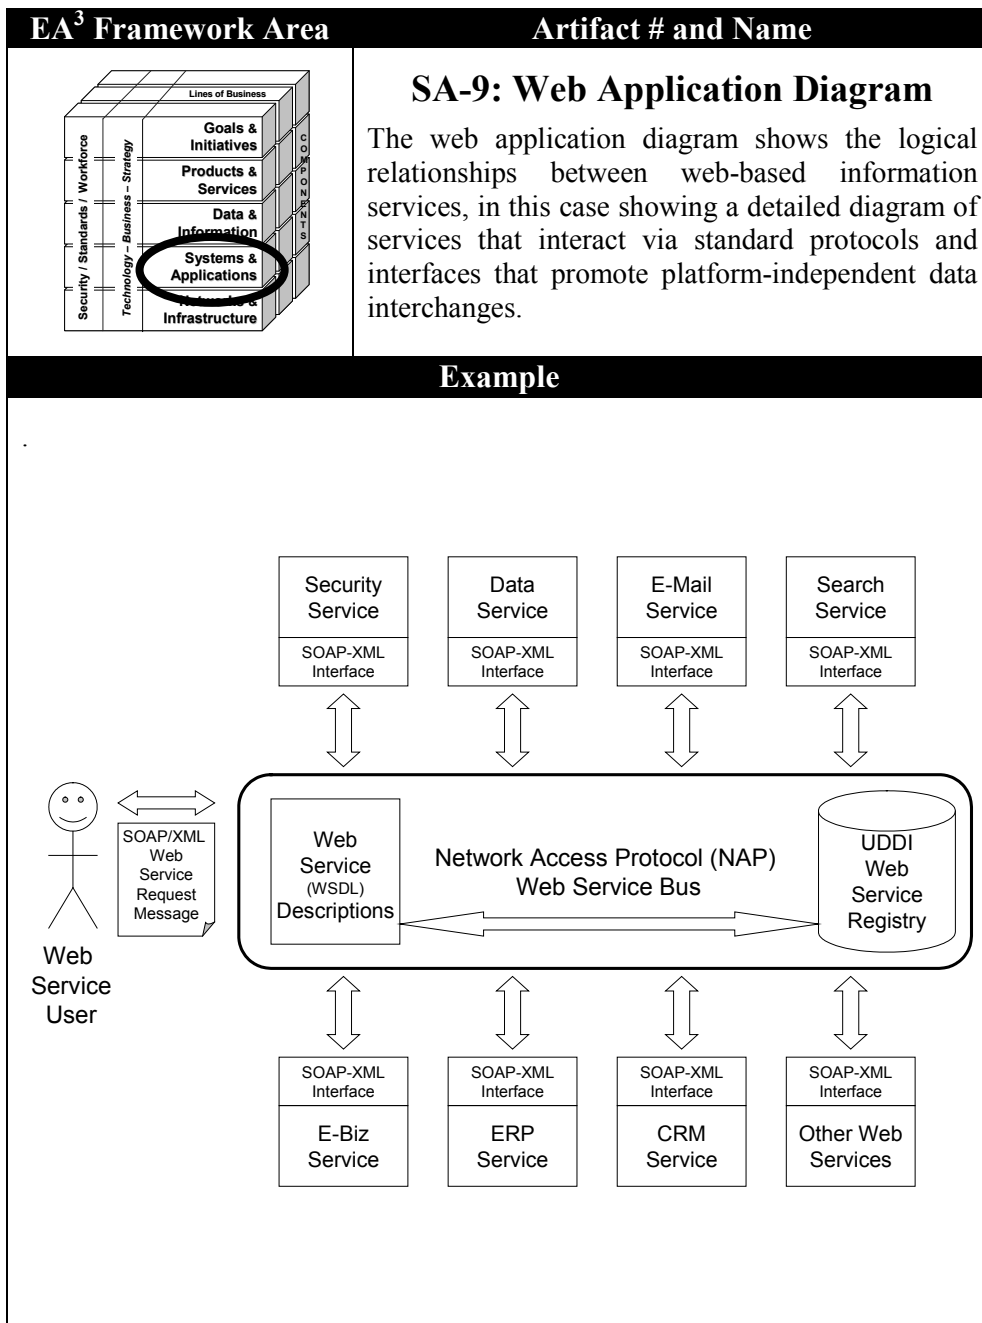 EA3 Framework Area
Artifact # and Name
Lines of Business
Security / Standards / Workforce
Technology – Business – Strategy
Goals &
Initiatives
Products &
Services
Data &
Information
Systems &
Applications
Networks &
Infrastructure
COMPONENTS
SA-9: Web Application Diagram
The web application diagram shows the logical
relationships between web-based information
services, in this case showing a detailed diagram of
services that interact via standard protocols and
interfaces that promote platform-independent data
interchanges.
Example
.
Security
Service
SOAP-XML
Interface
Data
Service
SOAP-XML
Interface
E-Mail
Service
SOAP-XML
Interface
Search
Service
SOAP-XML
Interface
SOAP/XML
Web
Service
Request
Message
Web
Service
User
Web
Service
(WSDL)
Descriptions
Network Access Protocol (NAP)
Web Service Bus
UDDI
Web
Service
Registry
SOAP-XML
Interface
E-Biz
Service
SOAP-XML
Interface
ERP
Service
SOAP-XML
Interface
CRM
Service
SOAP-XML
Interface
Other Web
Services